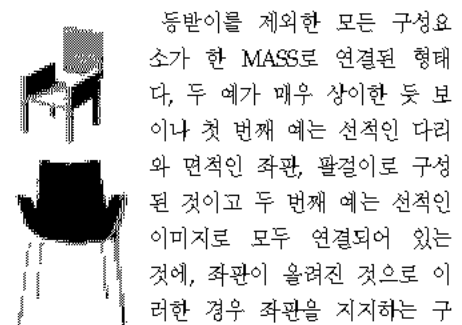 등받이를 제외한 모든 구성요
소가 한 MASS로 연결된 형태
다, 두 예가 매우 상이한 듯 보
이나 첫 번째 예는 선적인 다리
와 면적인 좌판, 팔걸이로 구성
된 것이고 두 번째 예는 선적인
이미지로 모두 연결되어 있는
것에, 좌판이 올려진 것으로 이
러한 경우 좌판을 지지하는 구